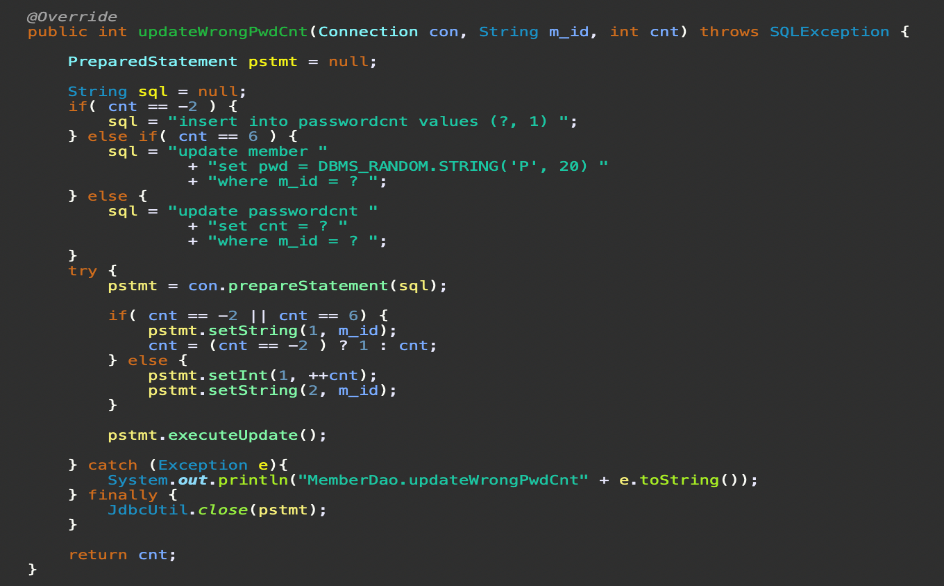 @Override
public int updateWrongPwdCnt(Connection con, String m_id, int cnt) throws SQLException {
PreparedStatement pstmt = null;
String sql = null;
if( cnt == -2 ) {
sql = "insert into passwordcnt values (?, 1) ";
} else if( cnt == 6 ) {
sql = "update member "
+ "set pwd = DBMS_RANDOM.STRING('P', 20) "
+ "where m_id = ? ";
} else {
sql = "update passwordcnt "
+ "set cnt = ? "
+ "where m_id = ? ";
}
try {
pstmt = con.prepareStatement(sql);
if( cnt == -2 || cnt == 6) {
pstmt.setString(1, m_id);
cnt = (cnt == -2 ) ? 1 : cnt;
} else {
pstmt.setInt(1, ++cnt);
pstmt.setString(2, m_id);
}
pstmt.executeUpdate();
} catch (Exception e){
System.out.println("MemberDao.updateWrongPwdCnt" + e.toString());
} finally {
JdbcUtil.close(pstmt);
}
return cnt;
}